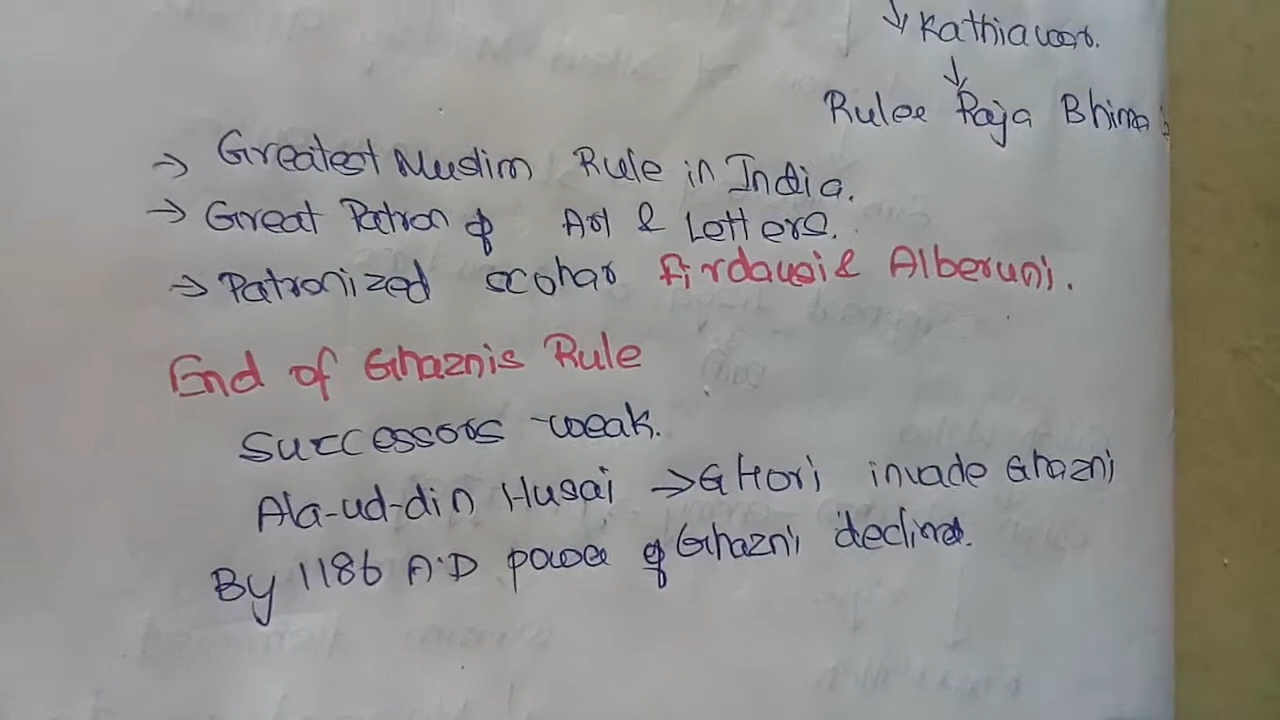 ↓ Kathiawar.
↓
Ruler Raja Bhima
→ Greatest Muslim Rule in India.
→ Great Patron of Art & Letters.
→ Patronized scohar Firdausi & Alberuni.
End of Ghaznis Rule
Successors - weak.
Ala-ud-din Husai → GHori invade Ghazni
By 1186 A.D power of Ghazni declined.